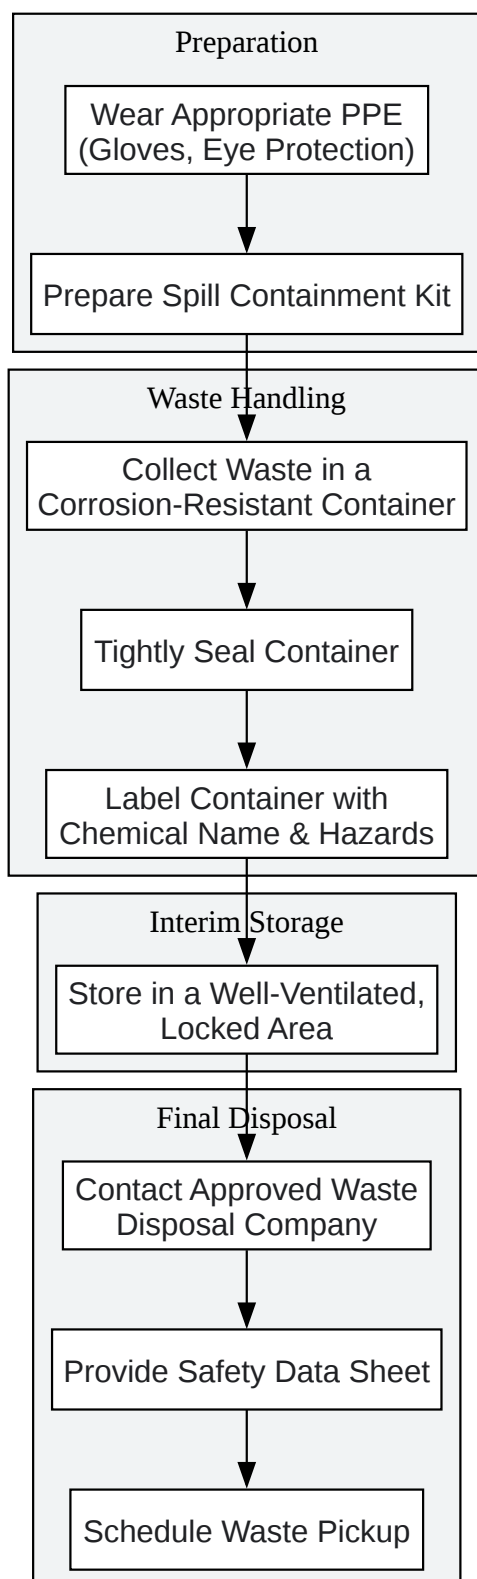 Preparation
Wear Appropriate PPE
(Gloves, Eye Protection)
Prepare Spill Containment Kit
Waste Handling
Collect Waste in a
Corrosion-Resistant Container
Tightly Seal Container
Label Container with
Chemical Name & Hazards
Interim Storage
Store in a Well-Ventilated,
Locked Area
Final Disposal
Contact Approved Waste
Disposal Company
Provide Safety Data Sheet
Schedule Waste Pickup